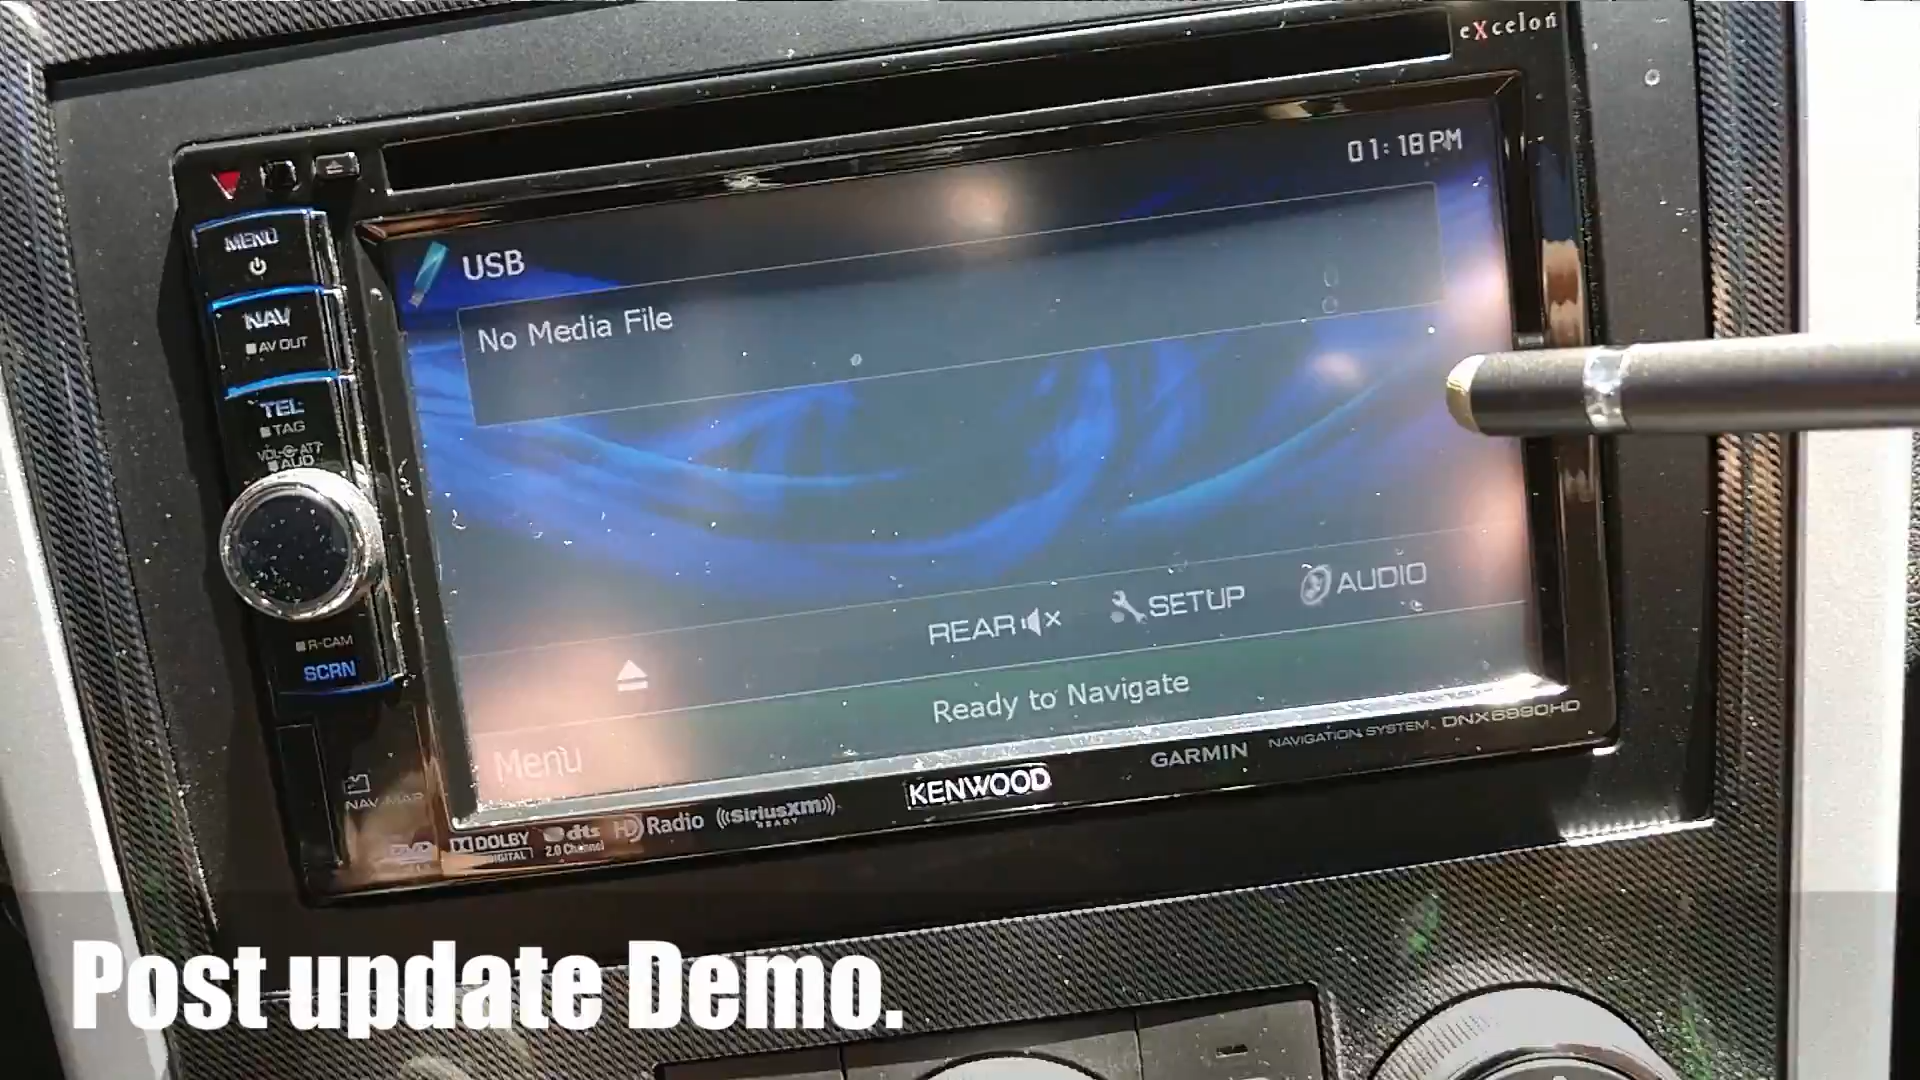 eXcelon
01:18PM
MENU
USB
NAV
No Media File
AV OUT
TEL
TAG
VOL ATT
AUD
REAR
SETUP
AUDIO
R-CAM
SCRN
Ready to Navigate
Menu
GARMIN NAVIGATION SYSTEM. DNX6990HD
KENWOOD
NAV-MAP
DVD
DOLBY
DIGITAL
dts
2.0 Channel
HD Radio
((SiriusXM))
READY
Post update Demo.